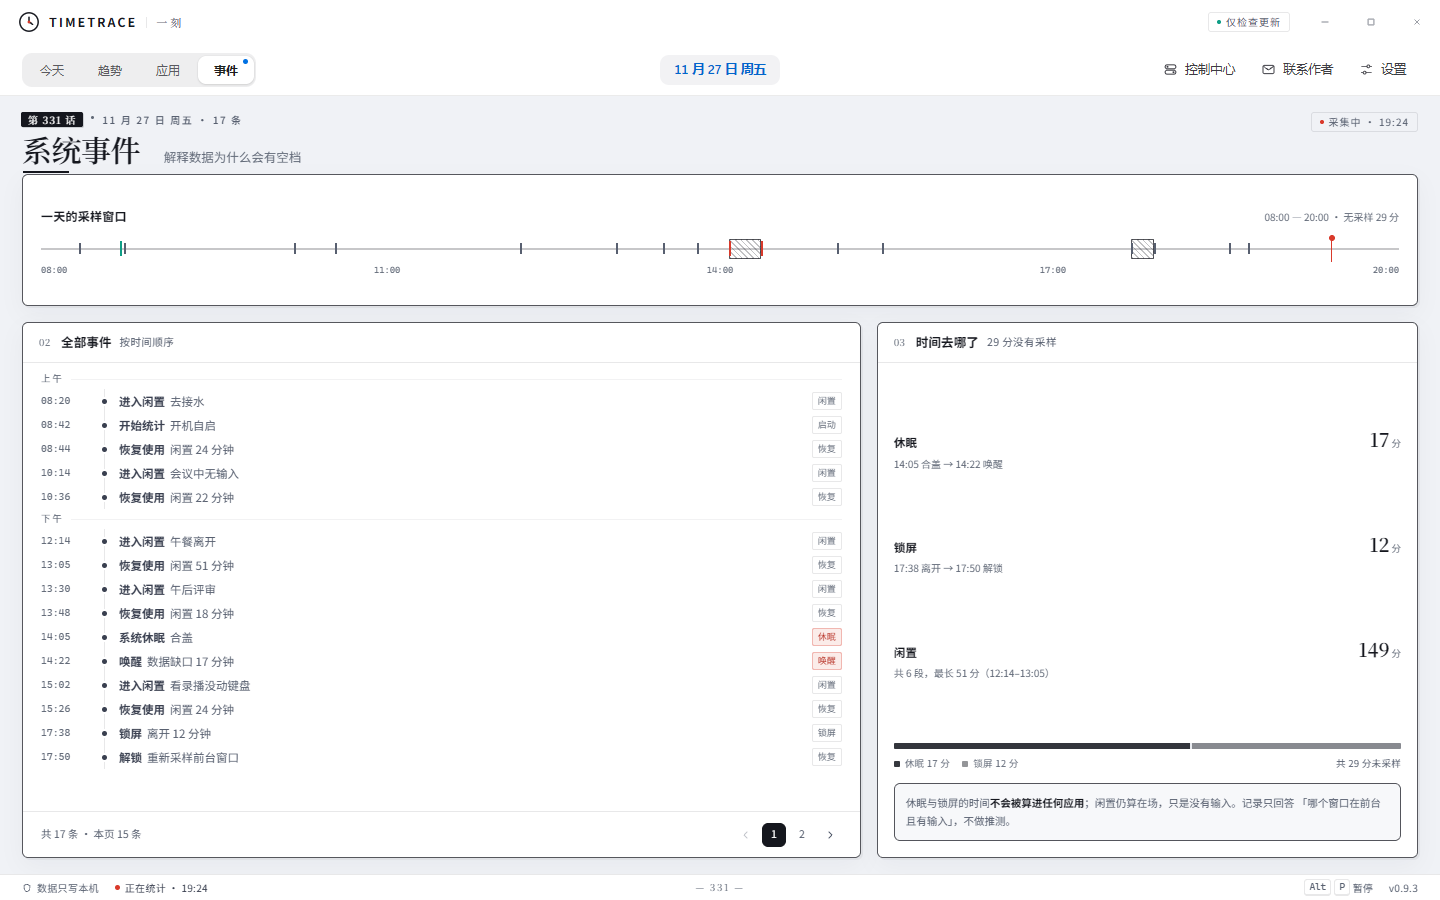 TIMETRACE 一刻
仅检查更新
今天 趋势 应用 事件
11 月 27 日 周五
控制中心 联系作者 设置
第 331 话 • 11 月 27 日 周五 · 17 条
采集中 · 19:24
系统事件 解释数据为什么会有空档
一天的采样窗口
08:00 — 20:00 · 无采样 29 分
08:00 11:00 14:00 17:00 20:00
02 全部事件 按时间顺序
上午
08:20 进入闲置 去接水 闲置
08:42 开始统计 开机自启 启动
08:44 恢复使用 闲置 24 分钟 恢复
10:14 进入闲置 会议中无输入 闲置
10:36 恢复使用 闲置 22 分钟 恢复
下午
12:14 进入闲置 午餐离开 闲置
13:05 恢复使用 闲置 51 分钟 恢复
13:30 进入闲置 午后评审 闲置
13:48 恢复使用 闲置 18 分钟 恢复
14:05 系统休眠 合盖 休眠
14:22 唤醒 数据缺口 17 分钟 唤醒
15:02 进入闲置 看录播没动键盘 闲置
15:26 恢复使用 闲置 24 分钟 恢复
17:38 锁屏 离开 12 分钟 锁屏
17:50 解锁 重新采样前台窗口 恢复
共 17 条 · 本页 15 条
‹ 1 2 ›
03 时间去哪了 29 分没有采样
休眠 17 分
14:05 合盖 → 14:22 唤醒
锁屏 12 分
17:38 离开 → 17:50 解锁
闲置 149 分
共 6 段，最长 51 分（12:14–13:05）
休眠 17 分 锁屏 12 分 共 29 分未采样
休眠与锁屏的时间不会被算进任何应用；闲置仍算在场，只是没有输入。记录只回答「哪个窗口在前台
且有输入」，不做推测。
数据只写本机 正在统计 · 19:24
— 331 —
Alt P 暂停 v0.9.3